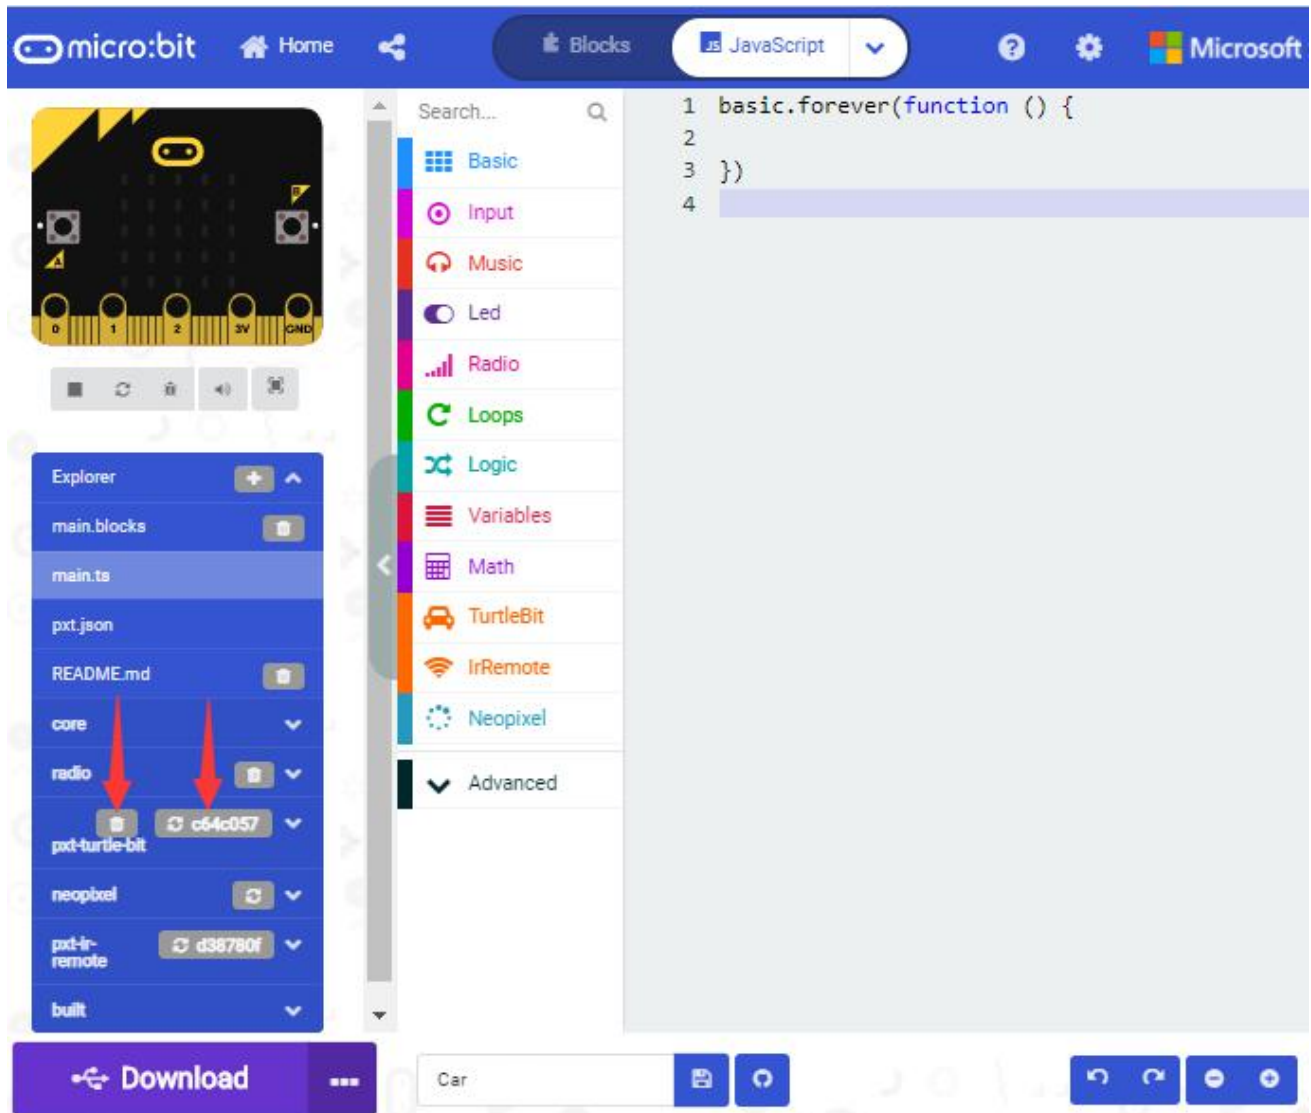 micro:bit Home Blocks JS JavaScript Microsoft
B
A
0 1 2 3V GND
Explorer
main.blocks
main.ts
pxt.json
README.md
core
radio
c64c057
pxt-turtle-bit
neopixel
pxt-ir-
remote
d38780f
built
Download
Search...
Basic
Input
Music
Led
Radio
Loops
Logic
Variables
Math
TurtleBit
IrRemote
Neopixel
Advanced
1 basic.forever(function () {
2
3 })
4
Car